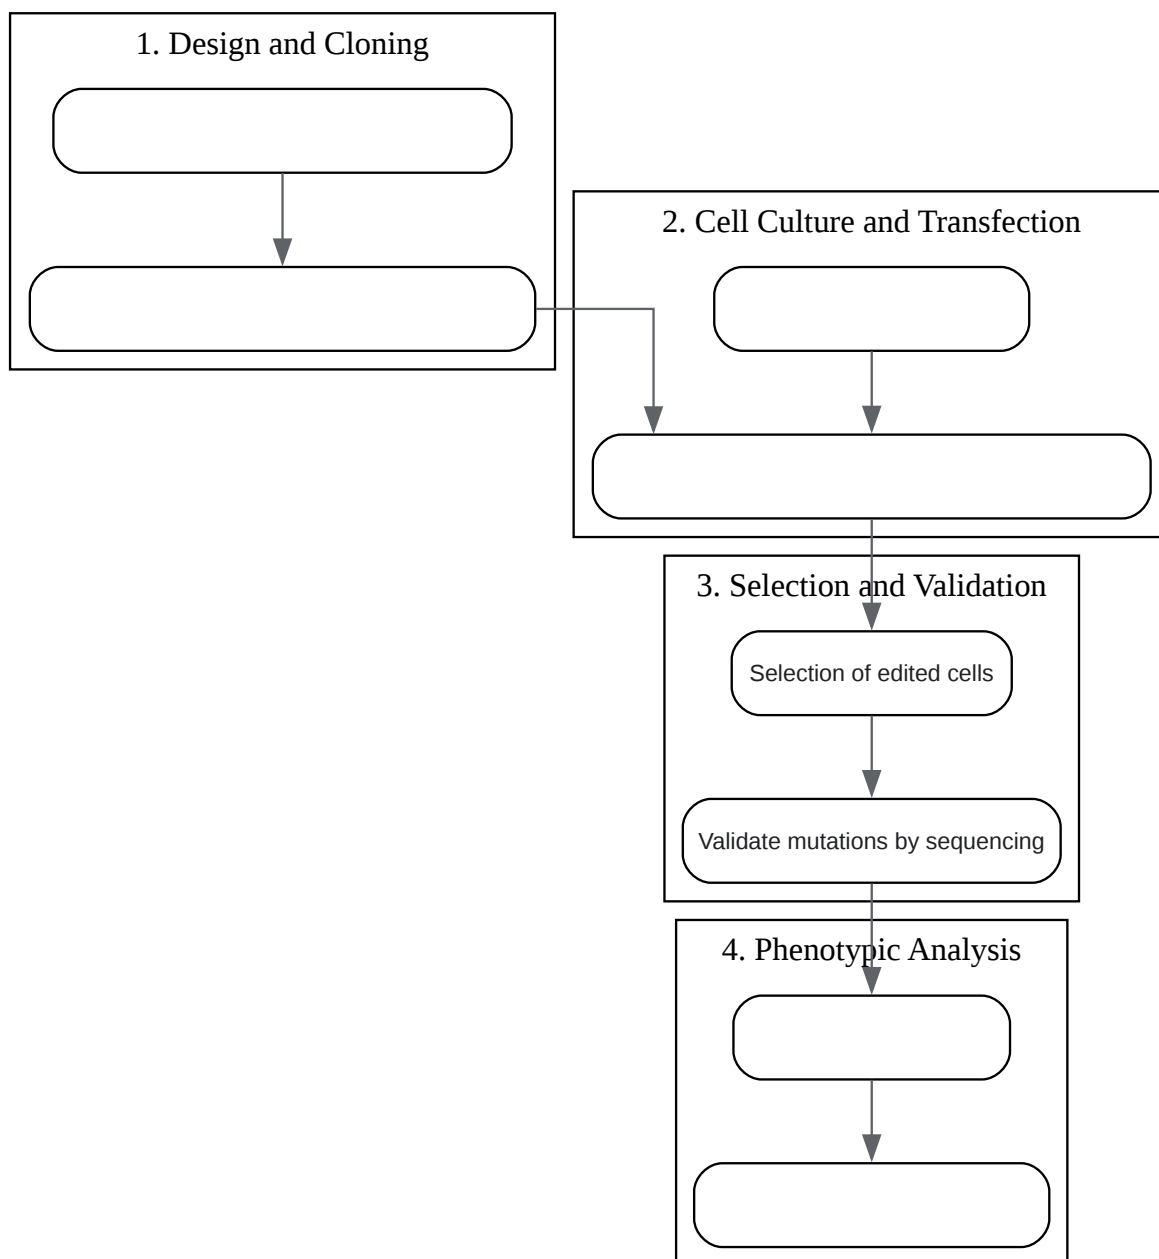 1. Design and Cloning
2. Cell Culture and Transfection
3. Selection and Validation
Selection of edited cells
Validate mutations by sequencing
4. Phenotypic Analysis